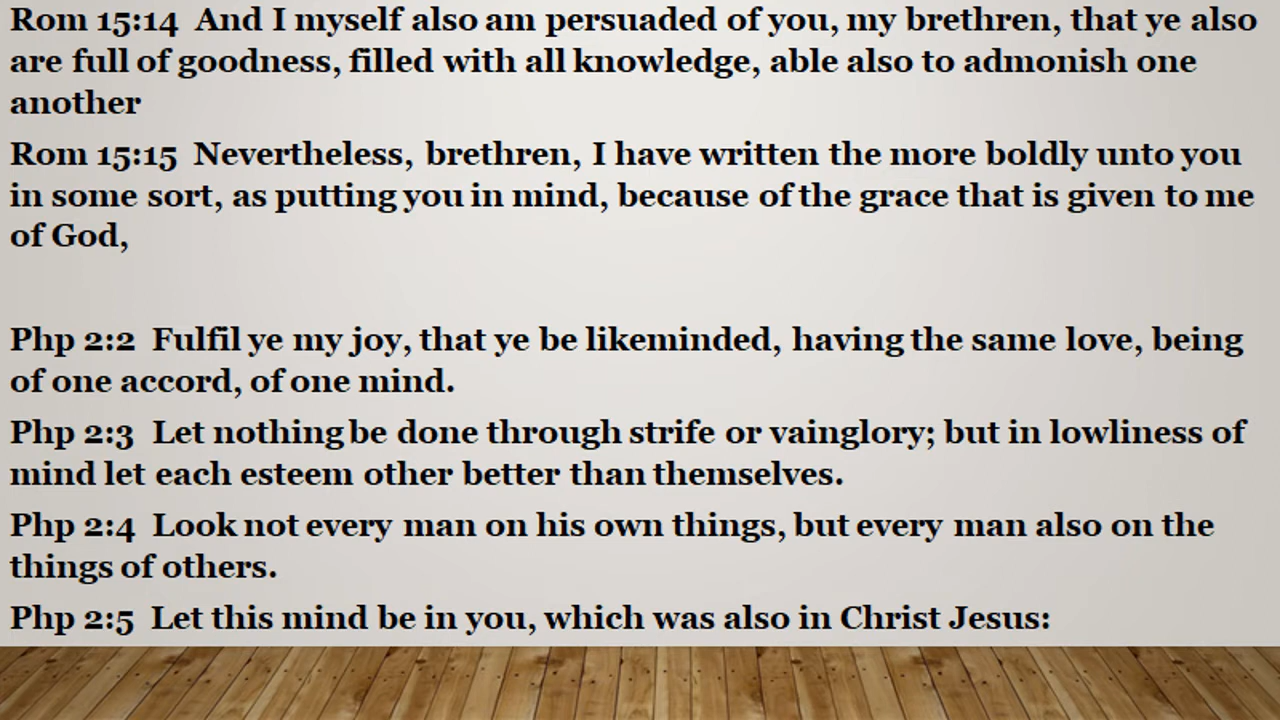 Rom 15:14  And I myself also am persuaded of you, my brethren, that ye also
are full of goodness, filled with all knowledge, able also to admonish one
another
Rom 15:15  Nevertheless, brethren, I have written the more boldly unto you
in some sort, as putting you in mind, because of the grace that is given to me
of God,
Php 2:2  Fulfil ye my joy, that ye be likeminded, having the same love, being
of one accord, of one mind.
Php 2:3  Let nothing be done through strife or vainglory; but in lowliness of
mind let each esteem other better than themselves.
Php 2:4  Look not every man on his own things, but every man also on the
things of others.
Php 2:5  Let this mind be in you, which was also in Christ Jesus: